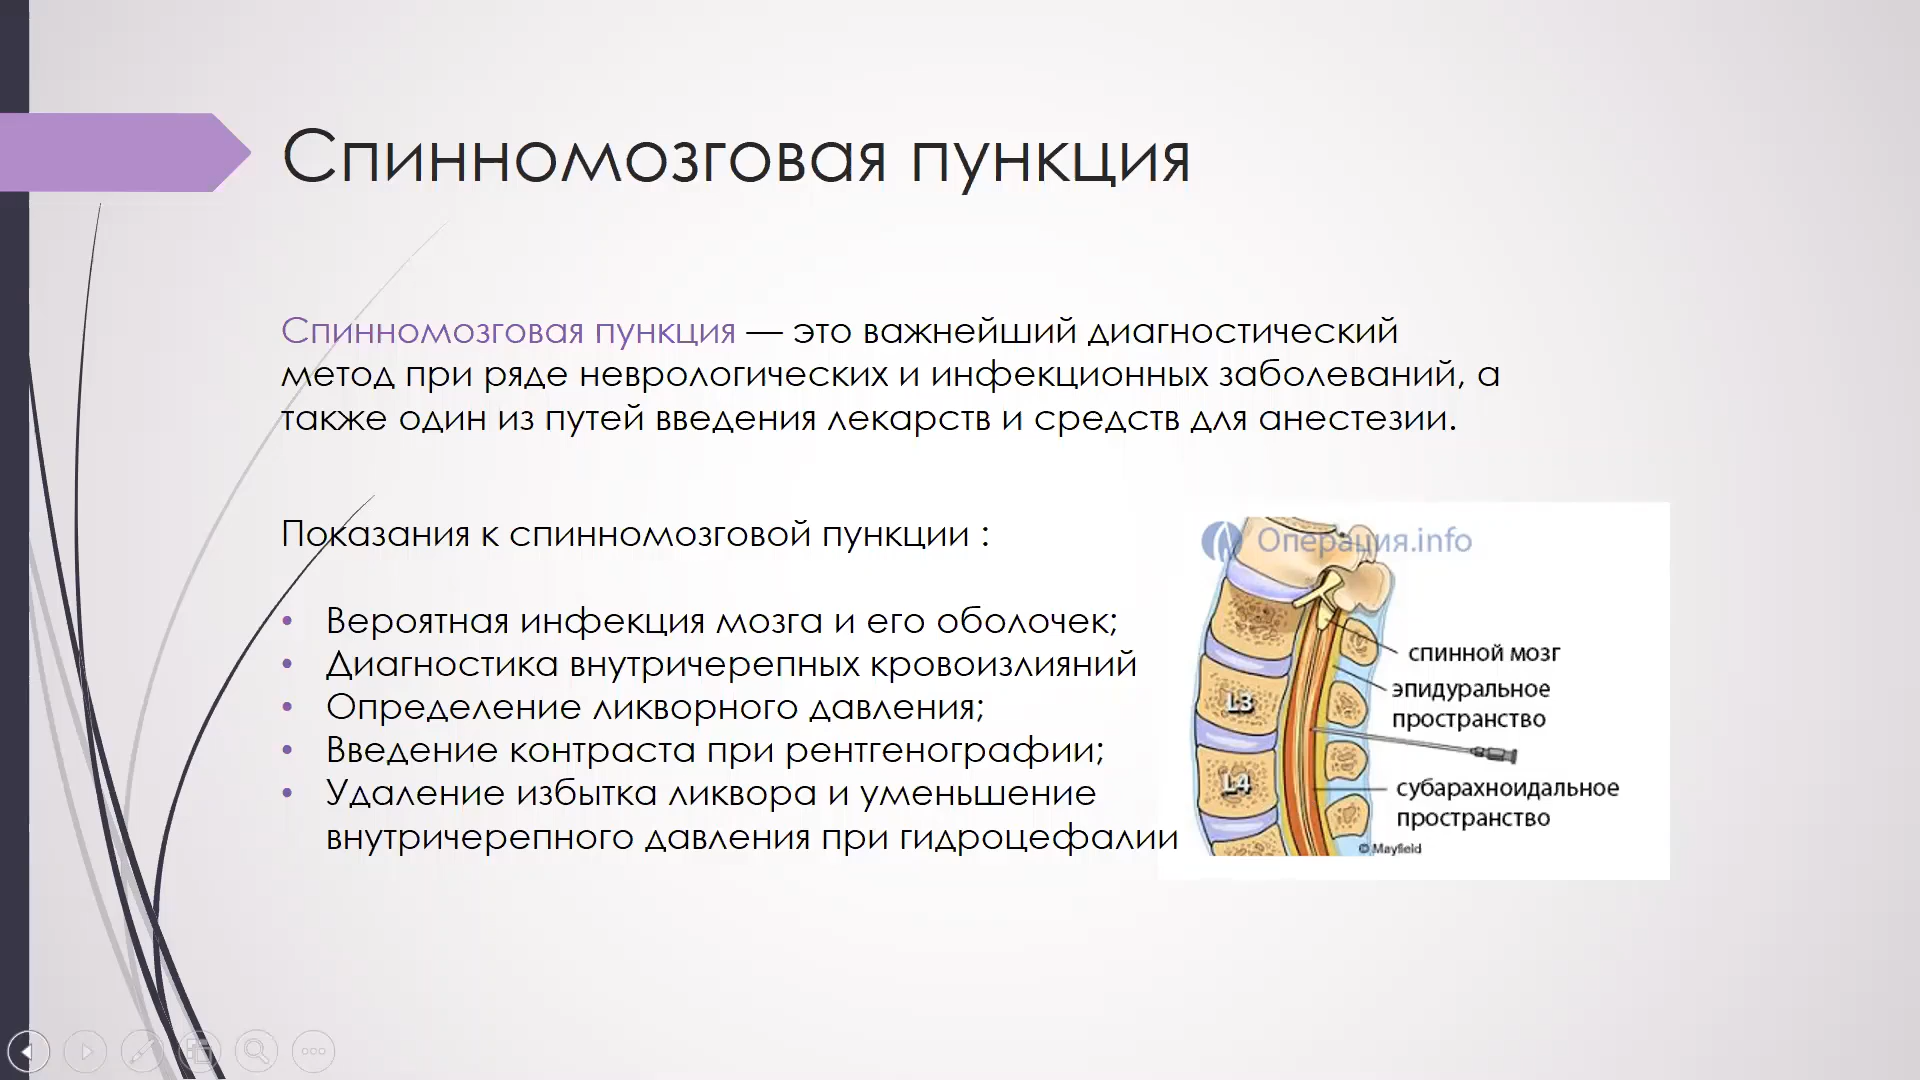 Спинномозговая пункция
Спинномозговая пункция — это важнейший диагностический
метод при ряде неврологических и инфекционных заболеваний, а
также один из путей введения лекарств и средств для анестезии.
Показания к спинномозговой пункции :
• Вероятная инфекция мозга и его оболочек;
• Диагностика внутричерепных кровоизлияний
• Определение ликворного давления;
• Введение контраста при рентгенографии;
• Удаление избытка ликвора и уменьшение
внутричерепного давления при гидроцефалии
Операция.info
спинной мозг
эпидуральное
пространство
L3
L4
субарахноидальное
пространство
© Mayfield